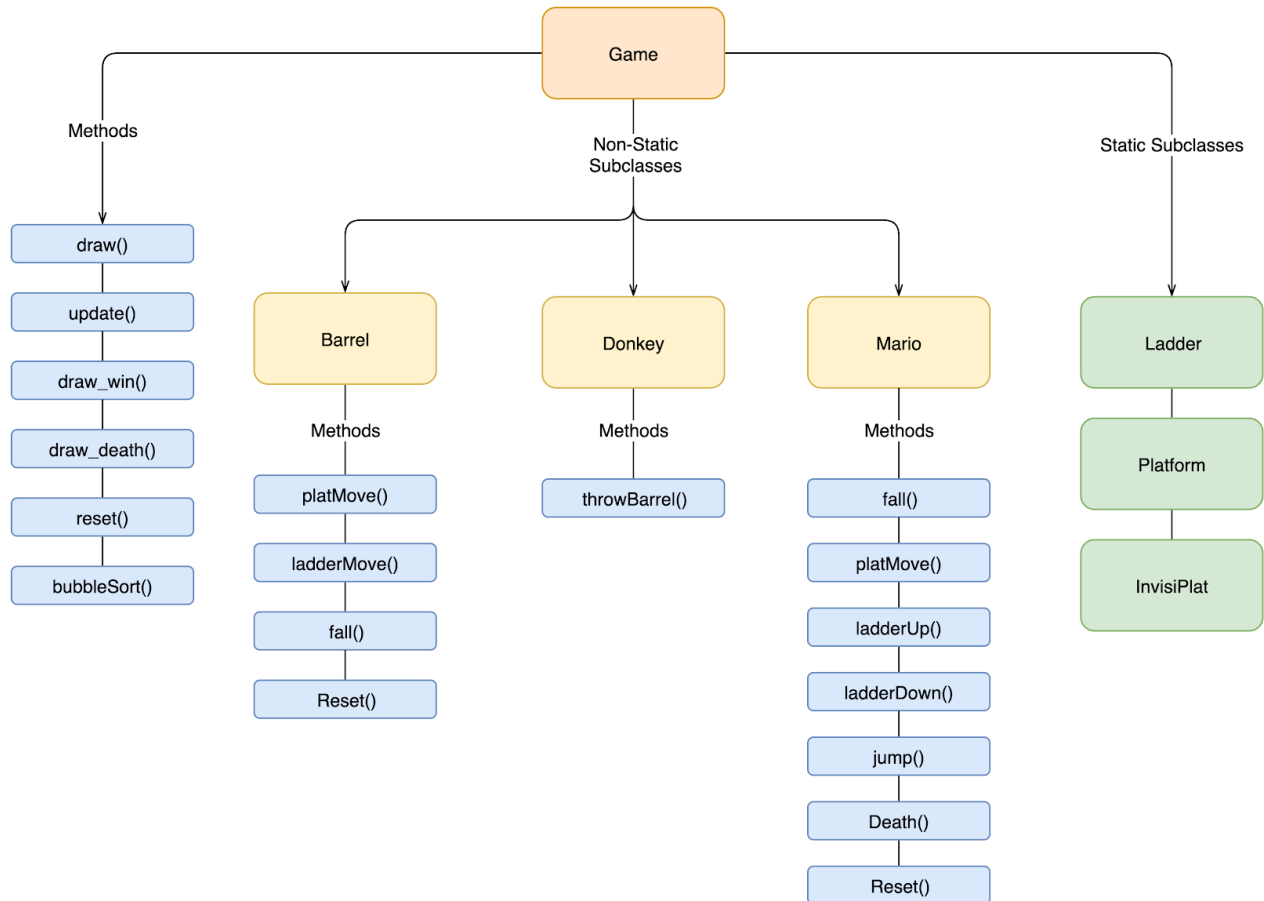 Game
Methods
Non-Static
Subclasses
Static Subclasses
draw()
update()
draw_win()
draw_death()
reset()
bubbleSort()
Barrel
Methods
platMove()
ladderMove()
fall()
Reset()
Donkey
Methods
throwBarrel()
Mario
Methods
fall()
platMove()
ladderUp()
ladderDown()
jump()
Death()
Reset()
Ladder
Platform
InvisiPlat